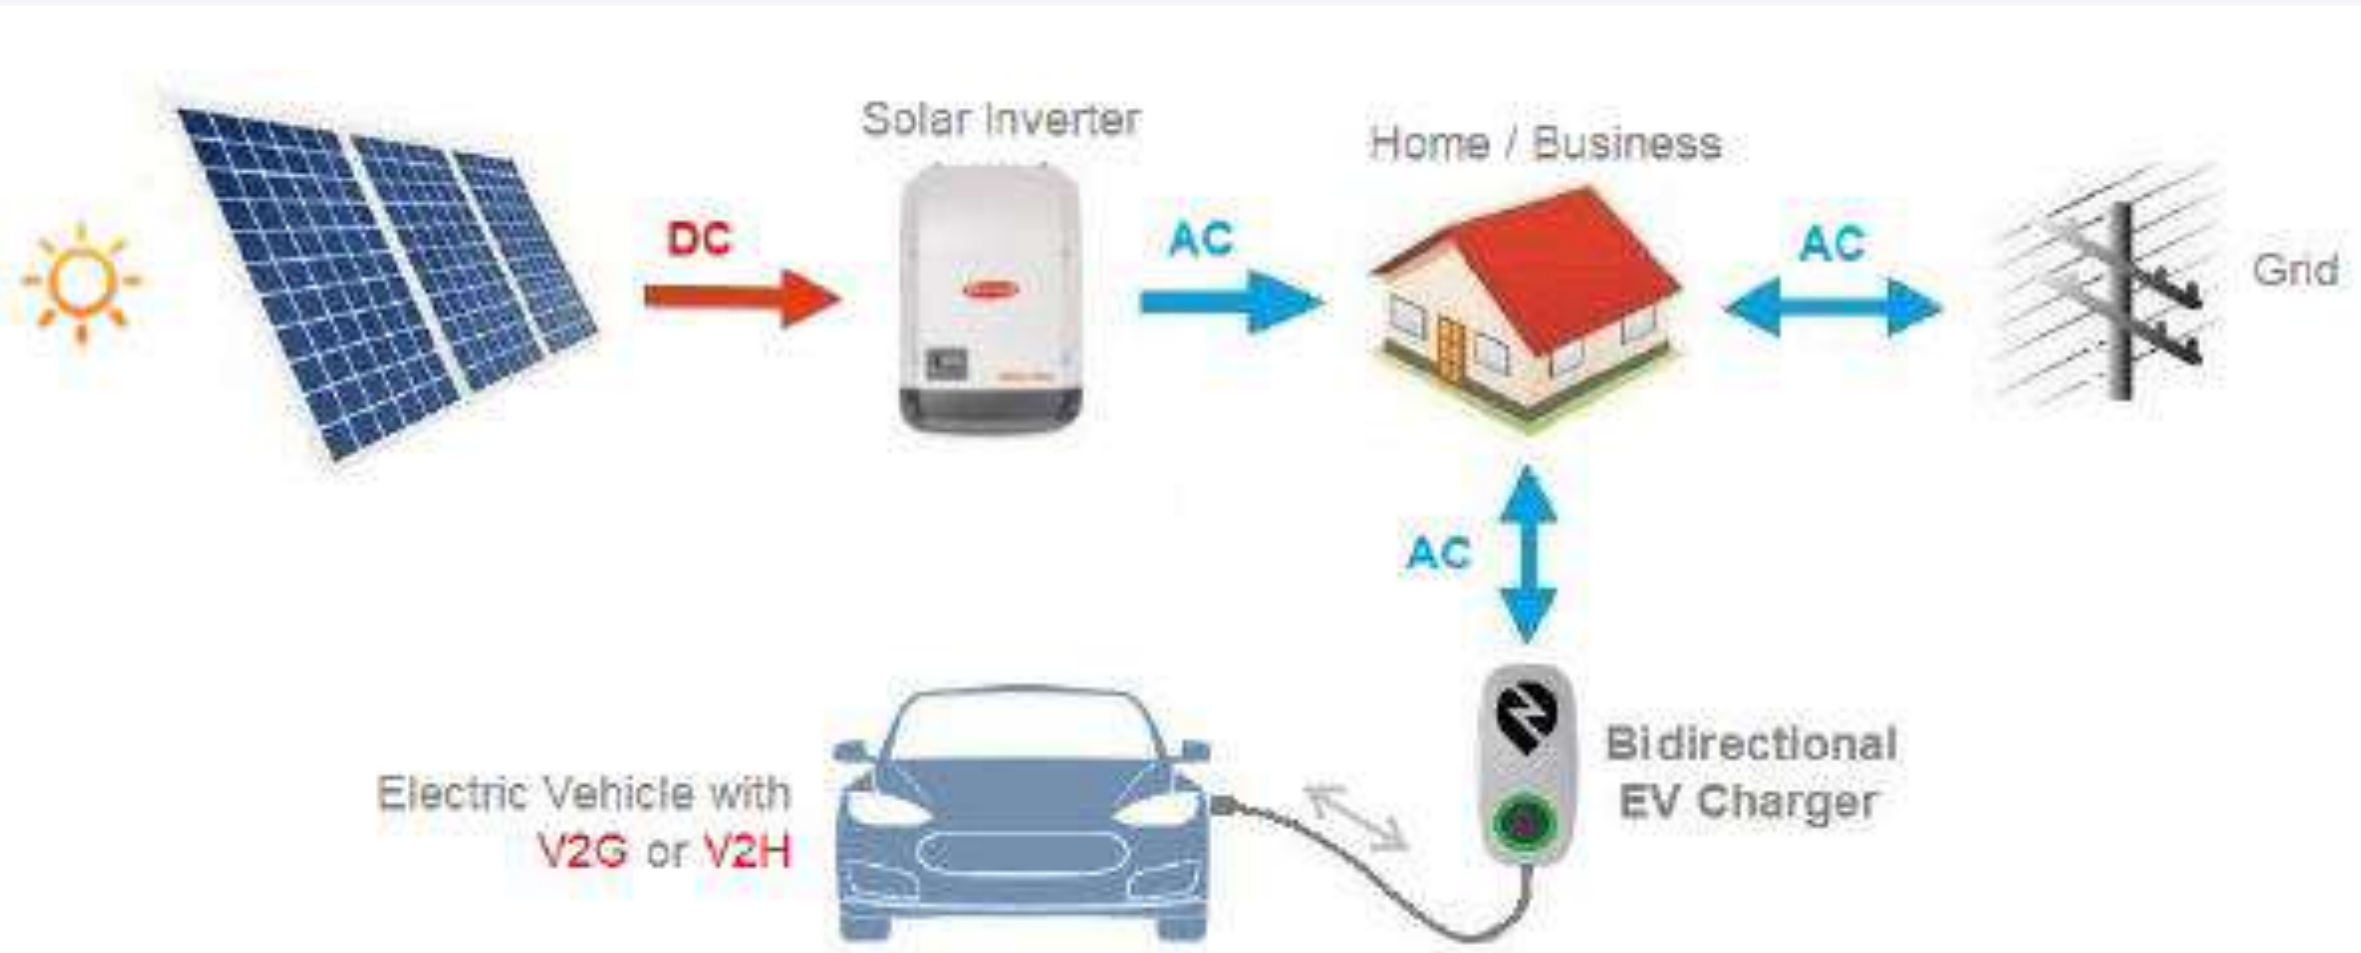 Solar Inverter
Home / Business
DC
AC
AC
Grid
AC
Bidirectional
EV Charger
Electric Vehicle with
V2G or V2H